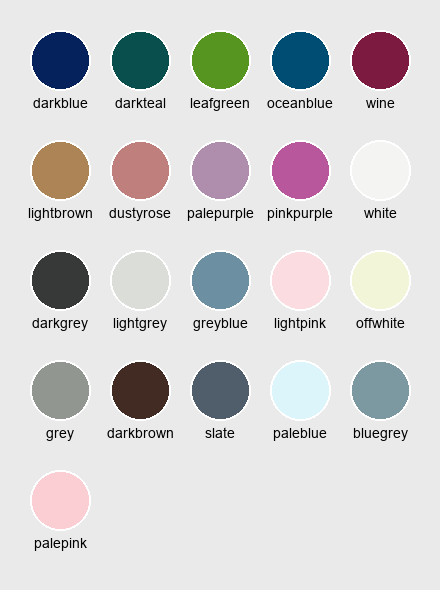 darkblue darkteal leafgreen oceanblue wine
lightbrown dustyrose palepurple pinkpurple white
darkgrey lightgrey greyblue lightpink offwhite
grey darkbrown slate paleblue bluegrey
palepink